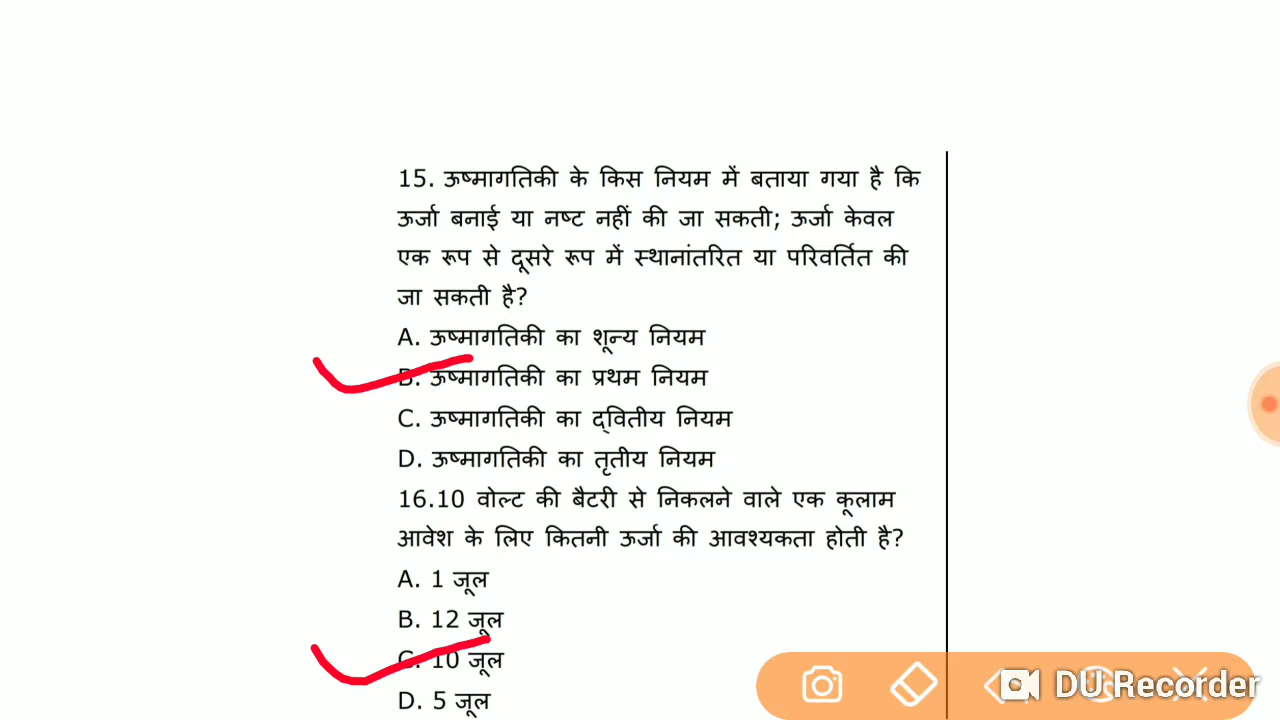 15. ऊष्मागतिकी के किस नियम में बताया गया है कि
ऊर्जा बनाई या नष्ट नहीं की जा सकती; ऊर्जा केवल
एक रूप से दूसरे रूप में स्थानांतरित या परिवर्तित की
जा सकती है?
A. ऊष्मागतिकी का शून्य नियम
B. ऊष्मागतिकी का प्रथम नियम
C. ऊष्मागतिकी का द्वितीय नियम
D. ऊष्मागतिकी का तृतीय नियम
16.10 वोल्ट की बैटरी से निकलने वाले एक कूलाम
आवेश के लिए कितनी ऊर्जा की आवश्यकता होती है?
A. 1 जूल
B. 12 जूल
C. 10 जूल
D. 5 जूल
DU Recorder